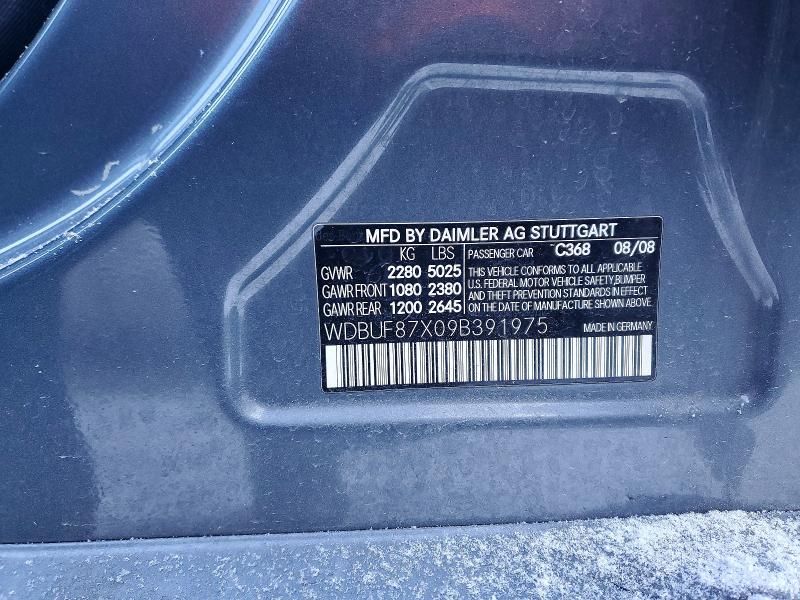 MFD BY DAIMLER AG STUTTGART
KG LBS PASSENGER CAR C368 08/08
GVWR 2280 5025
GAWR FRONT 1080 2380
GAWR REAR 1200 2645
THIS VEHICLE CONFORMS TO ALL APPLICABLE
U.S. FEDERAL MOTOR VEHICLE SAFETY,BUMPER
AND THEFT PREVENTION STANDARDS IN EFFECT
ON THE DATE OF MANUFACTURE SHOWN ABOVE.
WDBUF87X09B391975 MADE IN GERMANY